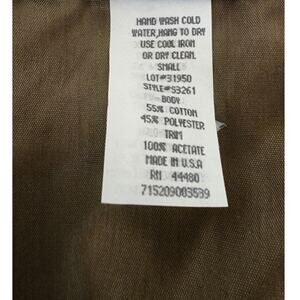 HAND WASH COLD
WATER,HANG TO DRY
USE COOL IRON
OR DRY CLEAN.
SMALL
LOT#31950
STYLE#53261
BODY
55% COTTON
45% POLYESTER
TRIM
100% ACETATE
MADE IN U.S.A
RN 44480
715209003539